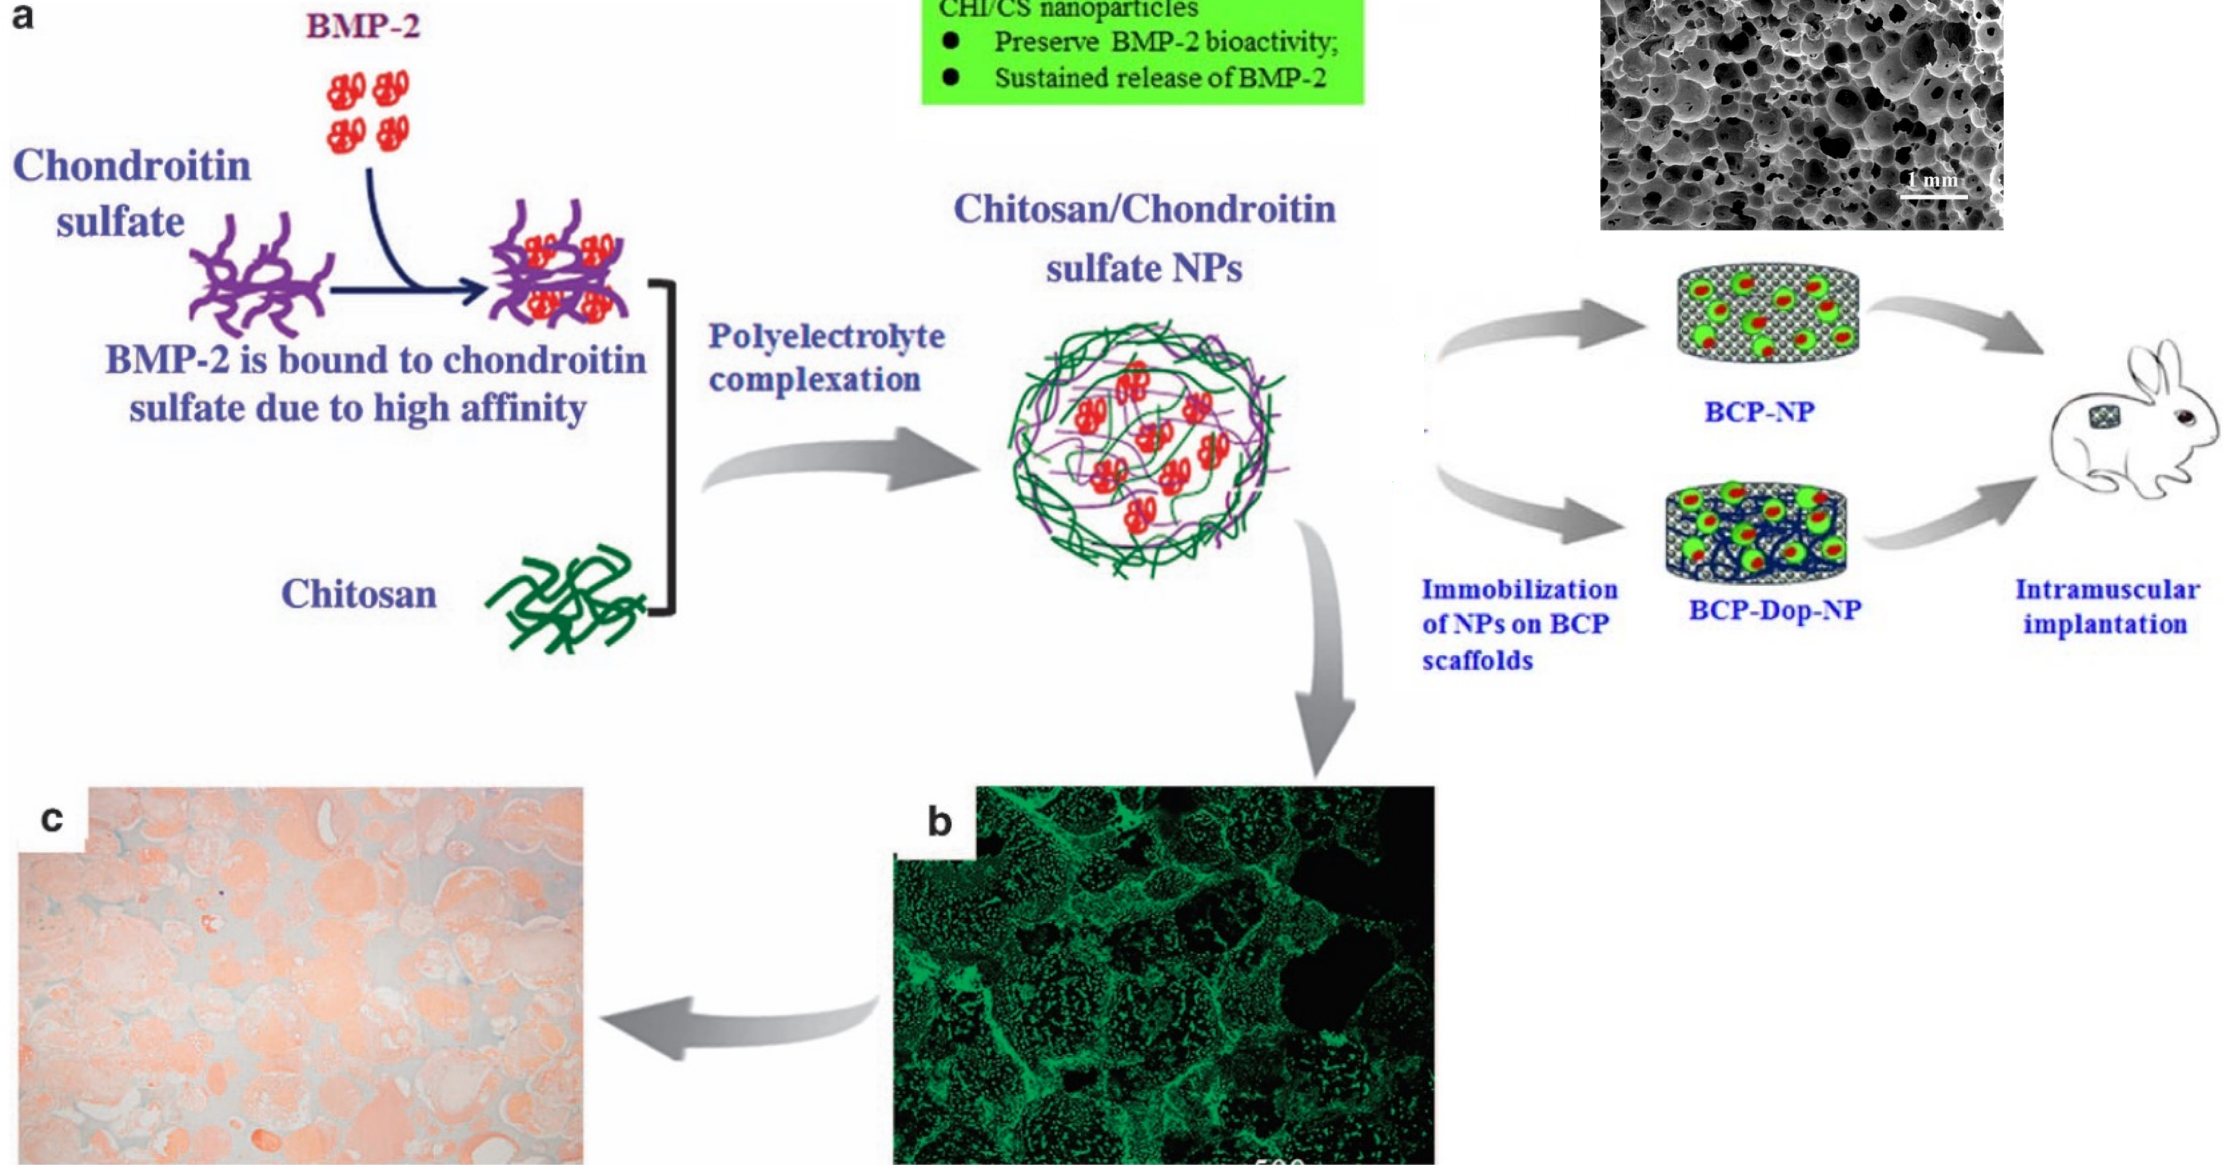 a
BMP-2
CHI/CS nanoparticles
● Preserve BMP-2 bioactivity;
● Sustained release of BMP-2
1 mm
Chondroitin
sulfate
BMP-2 is bound to chondroitin
sulfate due to high affinity
Chitosan
Polyelectrolyte
complexation
Chitosan/Chondroitin
sulfate NPs
BCP-NP
BCP-Dop-NP
Immobilization
of NPs on BCP
scaffolds
Intramuscular
implantation
c
b